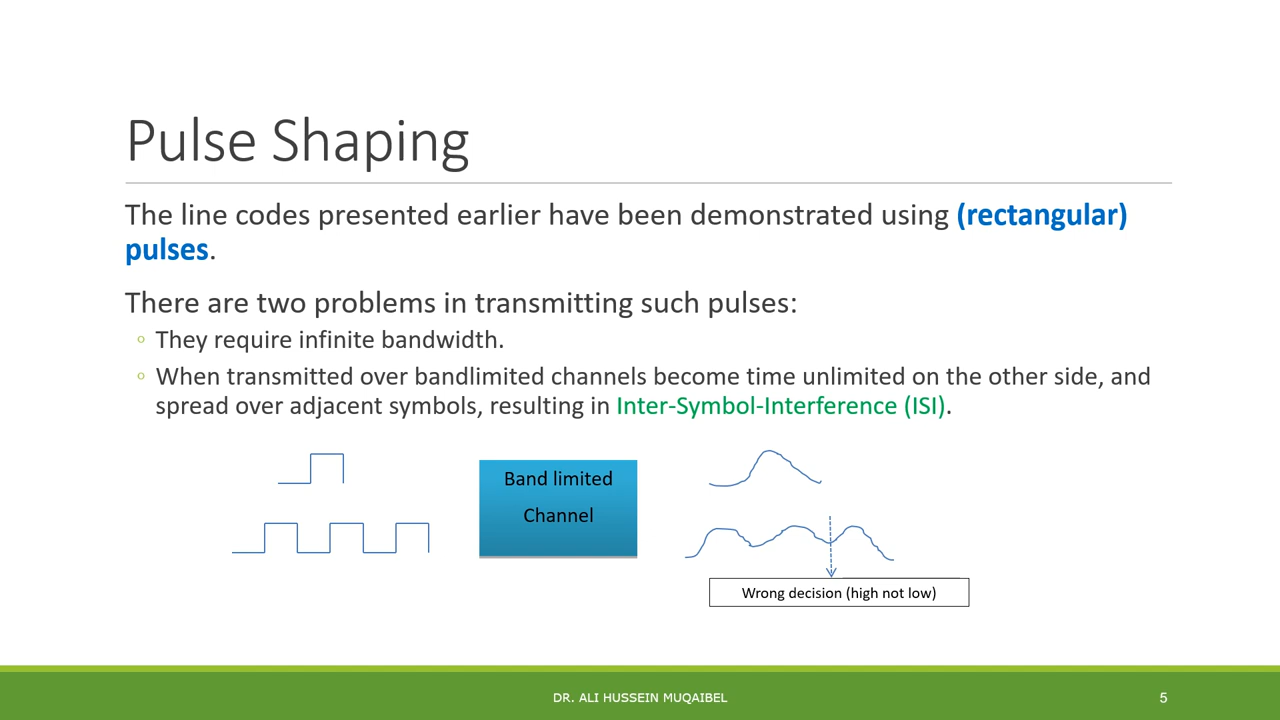 Pulse Shaping
The line codes presented earlier have been demonstrated using (rectangular)
pulses.
There are two problems in transmitting such pulses:
◦ They require infinite bandwidth.
◦ When transmitted over bandlimited channels become time unlimited on the other side, and
spread over adjacent symbols, resulting in Inter-Symbol-Interference (ISI).
Band limited
Channel
Wrong decision (high not low)
DR. ALI HUSSEIN MUQAIBEL
5